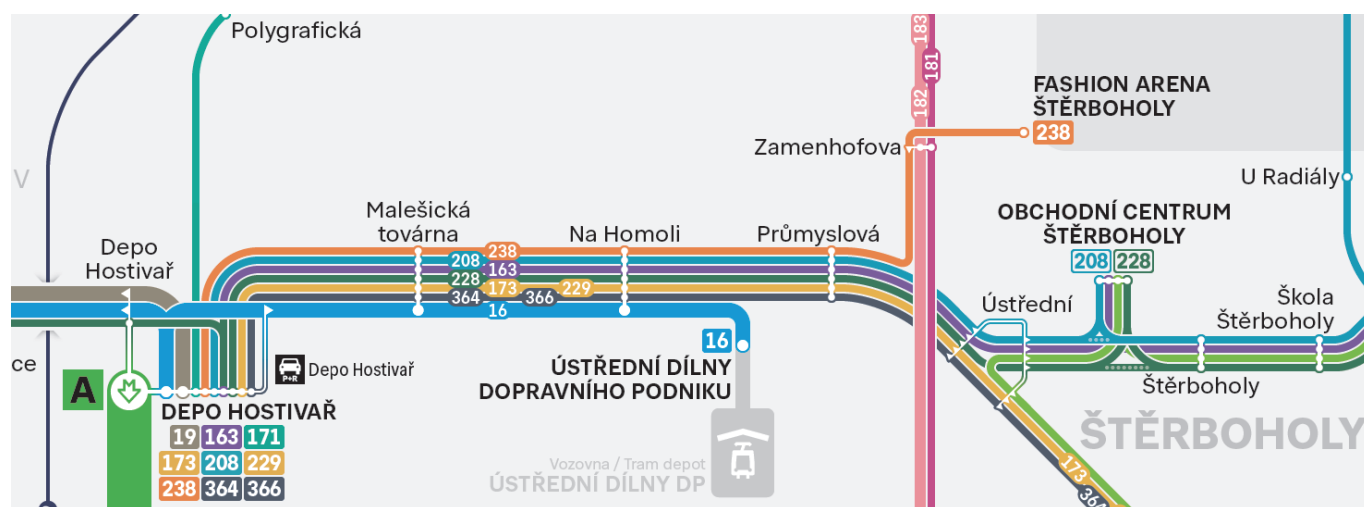 Polygrafická
183
181
182
FASHION ARENA
ŠTĚRBOHOLY
238
Zamenhofova
V
U Radiály
Malešická
továrna
Na Homoli
Průmyslová
OBCHODNÍ CENTRUM
ŠTĚRBOHOLY
208 228
Depo
Hostivař
238
208
163
228
173 229
364 366
16
Ústřední
Škola
Štěrboholy
16
ÚSTŘEDNÍ DÍLNY
DOPRAVNÍHO PODNIKU
ce
P+R
Depo Hostivař
A
Štěrboholy
DEPO HOSTIVAŘ
19 163 171
173 208 229
238 364 366
ŠTĚRBOHOLY
Vozovna / Tram depot
ÚSTŘEDNÍ DÍLNY DP
173
364